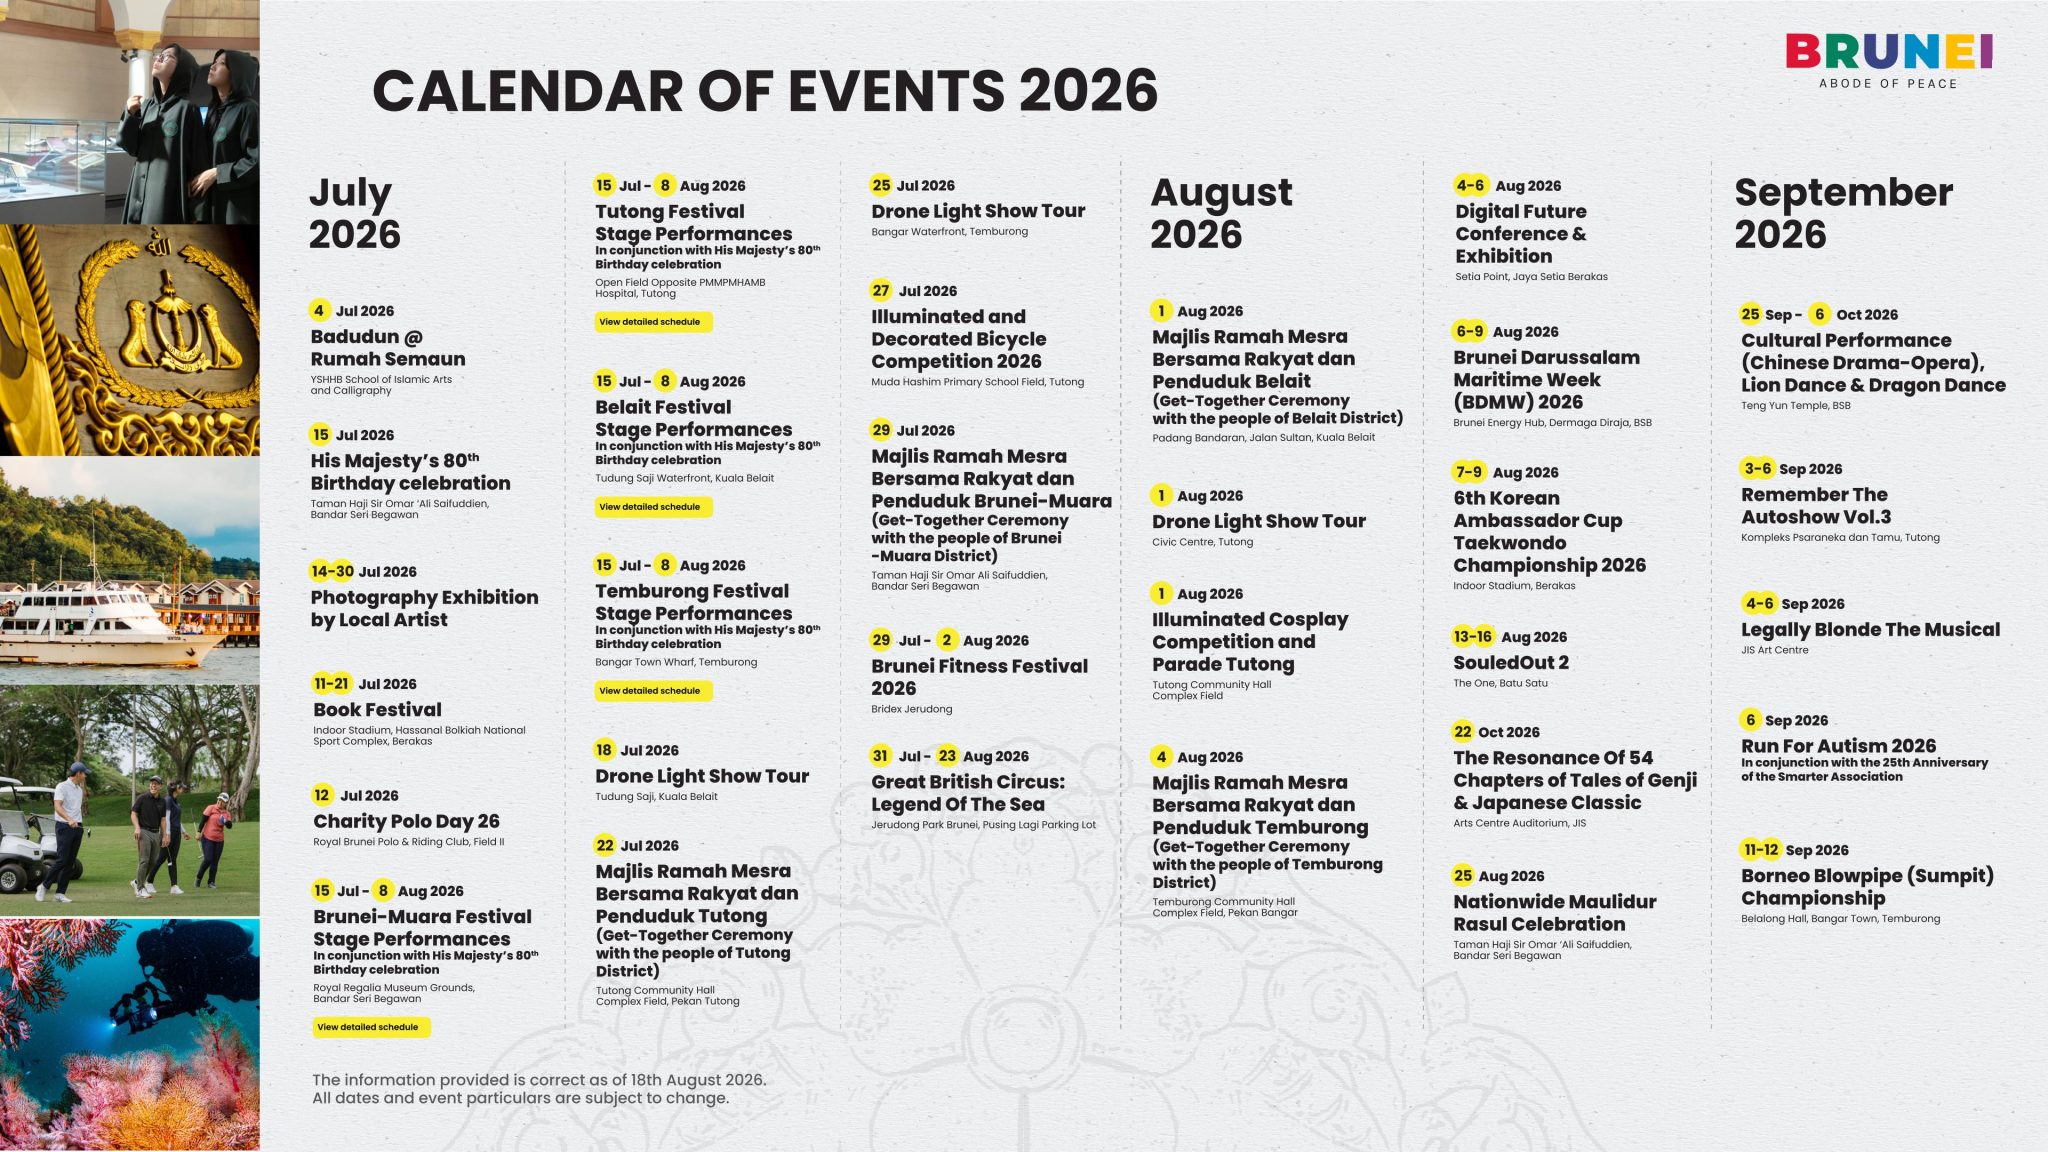 BRUNEI
ABODE OF PEACE
CALENDAR OF EVENTS 2026
July
2026
4 Jul 2026
Badudun @
Rumah Semaun
YSHHB School of Islamic Arts
and Calligraphy
15 Jul 2026
His Majesty’s 80th
Birthday celebration
Taman Haji Sir Omar ‘Ali Saifuddien,
Bandar Seri Begawan
14-30 Jul 2026
Photography Exhibition
by Local Artist
11-21 Jul 2026
Book Festival
Indoor Stadium, Hassanal Bolkiah National
Sport Complex, Berakas
12 Jul 2026
Charity Polo Day 26
Royal Brunei Polo & Riding Club, Field II
15 Jul - 8 Aug 2026
Brunei-Muara Festival
Stage Performances
In conjunction with His Majesty’s 80th
Birthday celebration
Royal Regalia Museum Grounds,
Bandar Seri Begawan
View detailed schedule
15 Jul - 8 Aug 2026
Tutong Festival
Stage Performances
In conjunction with His Majesty’s 80th
Birthday celebration
Open Field Opposite PMMPMHAMB
Hospital, Tutong
View detailed schedule
15 Jul - 8 Aug 2026
Belait Festival
Stage Performances
In conjunction with His Majesty’s 80th
Birthday celebration
Tudung Saji Waterfront, Kuala Belait
View detailed schedule
15 Jul - 8 Aug 2026
Temburong Festival
Stage Performances
In conjunction with His Majesty’s 80th
Birthday celebration
Bangar Town Wharf, Temburong
View detailed schedule
18 Jul 2026
Drone Light Show Tour
Tudung Saji, Kuala Belait
22 Jul 2026
Majlis Ramah Mesra
Bersama Rakyat dan
Penduduk Tutong
(Get-Together Ceremony
with the people of Tutong
District)
Tutong Community Hall
Complex Field, Pekan Tutong
25 Jul 2026
Drone Light Show Tour
Bangar Waterfront, Temburong
27 Jul 2026
Illuminated and
Decorated Bicycle
Competition 2026
Muda Hashim Primary School Field, Tutong
29 Jul 2026
Majlis Ramah Mesra
Bersama Rakyat dan
Penduduk Brunei-Muara
(Get-Together Ceremony
with the people of Brunei
-Muara District)
Taman Haji Sir Omar Ali Saifuddien,
Bandar Seri Begawan
29 Jul - 2 Aug 2026
Brunei Fitness Festival
2026
Bridex Jerudong
31 Jul - 23 Aug 2026
Great British Circus:
Legend Of The Sea
Jerudong Park Brunei, Pusing Lagi Parking Lot
August
2026
1 Aug 2026
Majlis Ramah Mesra
Bersama Rakyat dan
Penduduk Belait
(Get-Together Ceremony
with the people of Belait District)
Padang Bandaran, Jalan Sultan, Kuala Belait
1 Aug 2026
Drone Light Show Tour
Civic Centre, Tutong
1 Aug 2026
Illuminated Cosplay
Competition and
Parade Tutong
Tutong Community Hall
Complex Field
4 Aug 2026
Majlis Ramah Mesra
Bersama Rakyat dan
Penduduk Temburong
(Get-Together Ceremony
with the people of Temburong
District)
Temburong Community Hall
Complex Field, Pekan Bangar
4-6 Aug 2026
Digital Future
Conference &
Exhibition
Setia Point, Jaya Setia Berakas
6-9 Aug 2026
Brunei Darussalam
Maritime Week
(BDMW) 2026
Brunei Energy Hub, Dermaga Diraja, BSB
7-9 Aug 2026
6th Korean
Ambassador Cup
Taekwondo
Championship 2026
Indoor Stadium, Berakas
13-16 Aug 2026
SouledOut 2
The One, Batu Satu
22 Oct 2026
The Resonance Of 54
Chapters of Tales of Genji
& Japanese Classic
Arts Centre Auditorium, JIS
25 Aug 2026
Nationwide Maulidur
Rasul Celebration
Taman Haji Sir Omar ‘Ali Saifuddien,
Bandar Seri Begawan
September
2026
25 Sep - 6 Oct 2026
Cultural Performance
(Chinese Drama-Opera),
Lion Dance & Dragon Dance
Teng Yun Temple, BSB
3-6 Sep 2026
Remember The
Autoshow Vol.3
Kompleks Psaraneka dan Tamu, Tutong
4-6 Sep 2026
Legally Blonde The Musical
JIS Art Centre
6 Sep 2026
Run For Autism 2026
In conjunction with the 25th Anniversary
of the Smarter Association
11-12 Sep 2026
Borneo Blowpipe (Sumpit)
Championship
Belalong Hall, Bangar Town, Temburong
The information provided is correct as of 18th August 2026.
All dates and event particulars are subject to change.